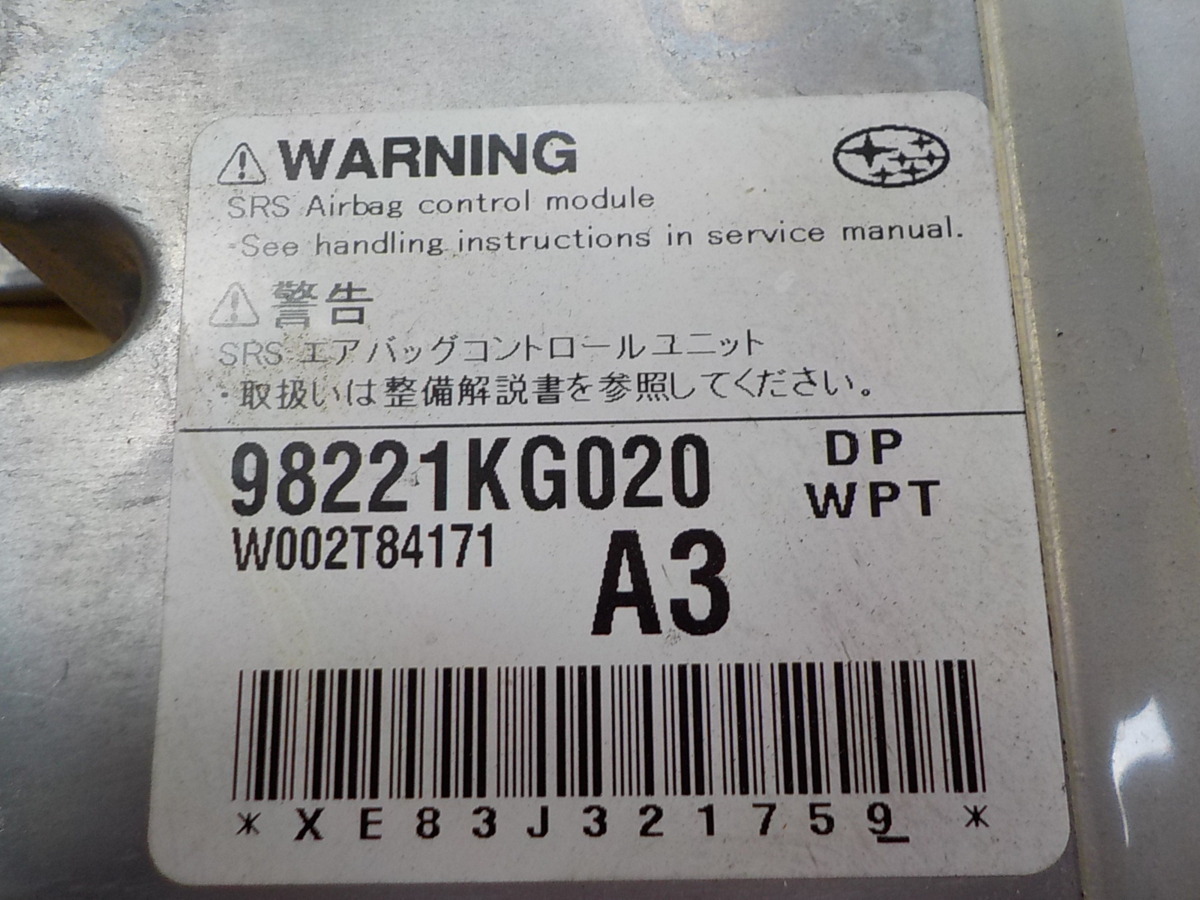 ⚠ WARNING
SRS Airbag control module
·See handling instructions in service manual.
⚠ 警告
SRS エアバッグコントロールユニット
・取扱いは整備解説書を参照してください。
98221KG020
DP
WPT
W002T84171
A3
*XE83J321759*